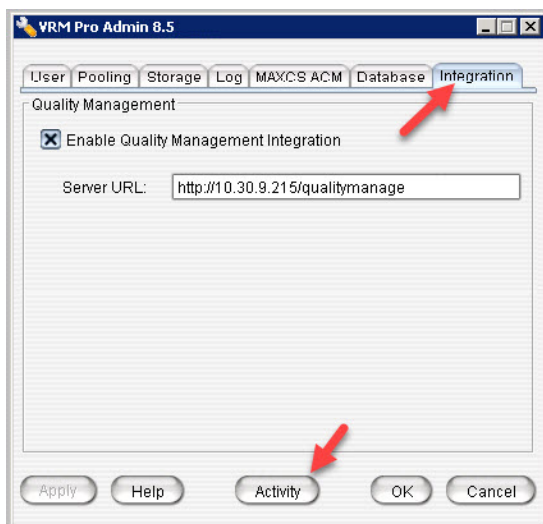 VRM Pro Admin 8.5
User Pooling Storage Log MAXCS ACM Database Integration
Quality Management
Enable Quality Management Integration
Server URL: http://10.30.9.215/qualitymanage
Apply Help Activity OK Cancel